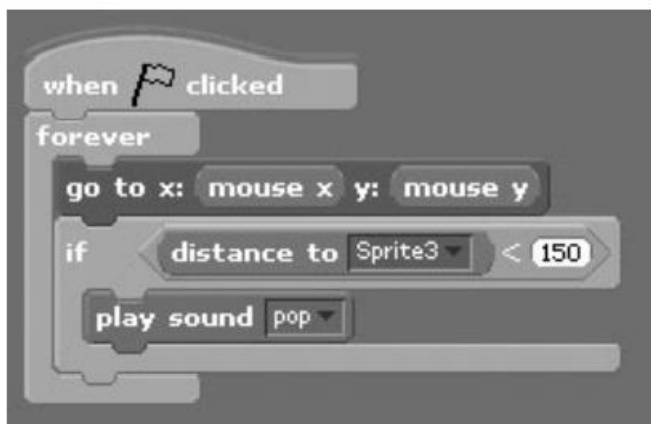 when clicked
forever
go to x: mouse x y: mouse y
if distance to Sprite3 < 150
play sound pop